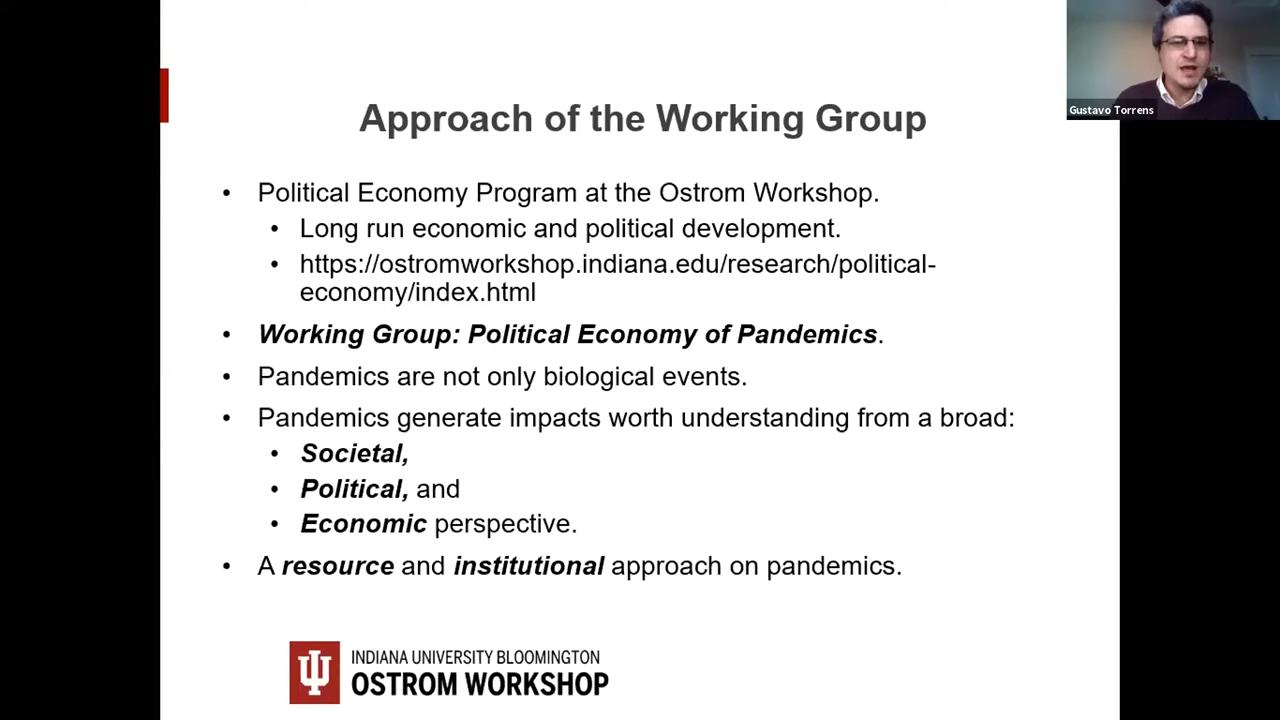 Approach of the Working Group
• Political Economy Program at the Ostrom Workshop.
• Long run economic and political development.
• https://ostromworkshop.indiana.edu/research/political-
economy/index.html
• Working Group: Political Economy of Pandemics.
• Pandemics are not only biological events.
• Pandemics generate impacts worth understanding from a broad:
• Societal,
• Political, and
• Economic perspective.
• A resource and institutional approach on pandemics.
INDIANA UNIVERSITY BLOOMINGTON
OSTROM WORKSHOP
Gustavo Torrens